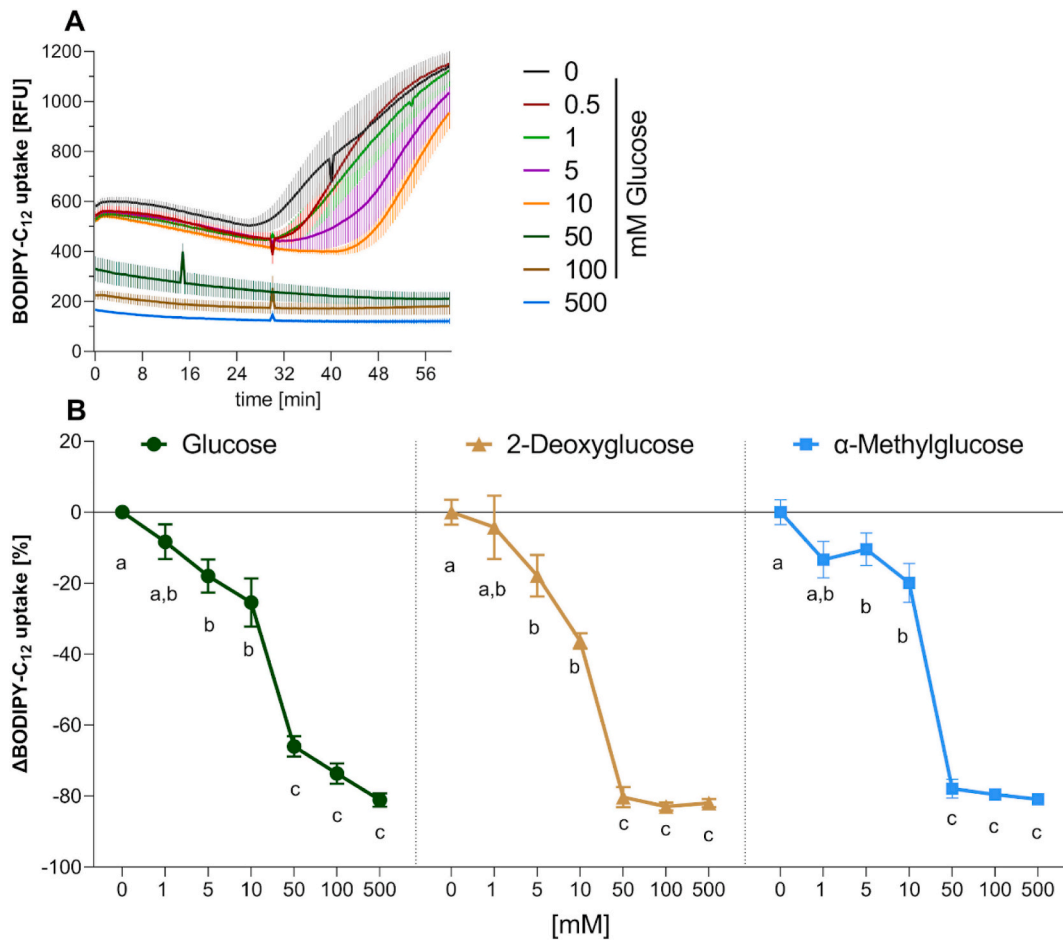 A
BODIPY-C₁₂ uptake [RFU]
1200
1000
800
600
400
200
0
0 8 16 24 32 40 48 56
time [min]
0
0.5
1
5
10
50
100
500
mM Glucose
B
Glucose 2-Deoxyglucose α-Methylglucose
ΔBODIPY-C₁₂ uptake [%]
20
0
-20
-40
-60
-80
-100
a a,b b b c c c
a a,b b b c c c
a a,b b b c c c
0 1 5 10 50 100 500 0 1 5 10 50 100 500 0 1 5 10 50 100 500
[mM]